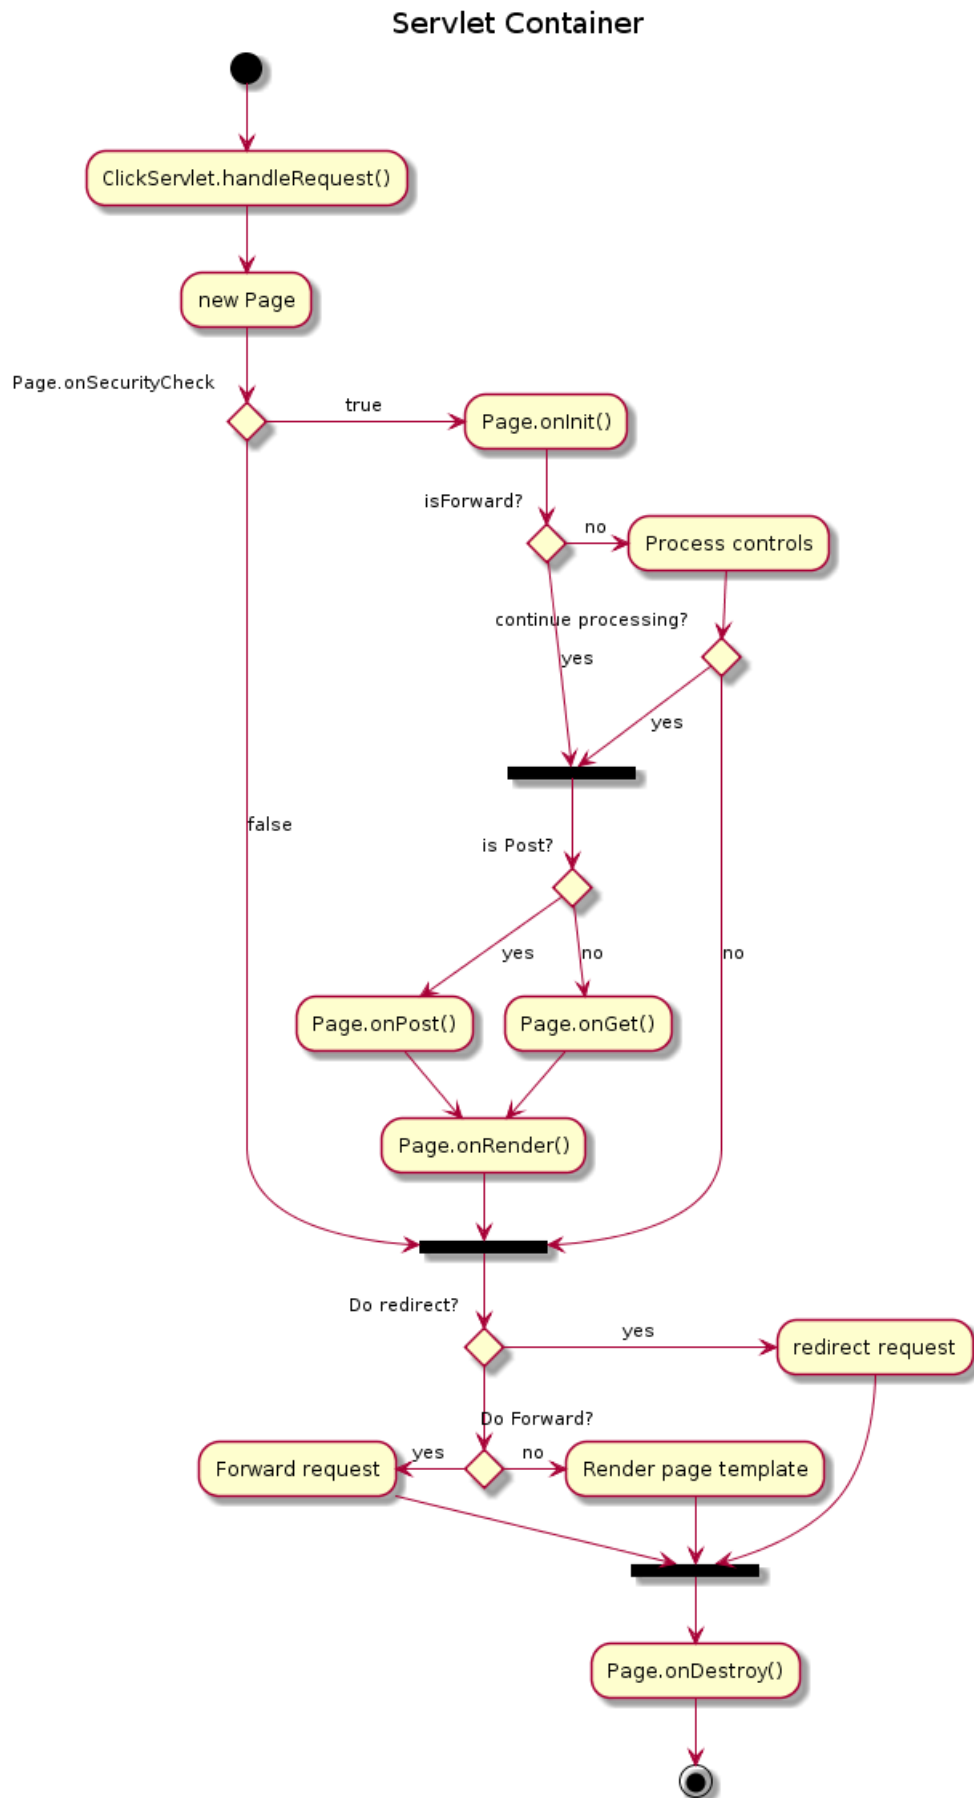 Servlet Container
ClickServlet.handleRequest()
new Page
Page.onSecurityCheck
true
Page.onInit()
isForward?
no
Process controls
continue processing?
yes
yes
false
is Post?
yes
no
no
Page.onPost()
Page.onGet()
Page.onRender()
Do redirect?
yes
redirect request
Do Forward?
yes
no
Forward request
Render page template
Page.onDestroy()